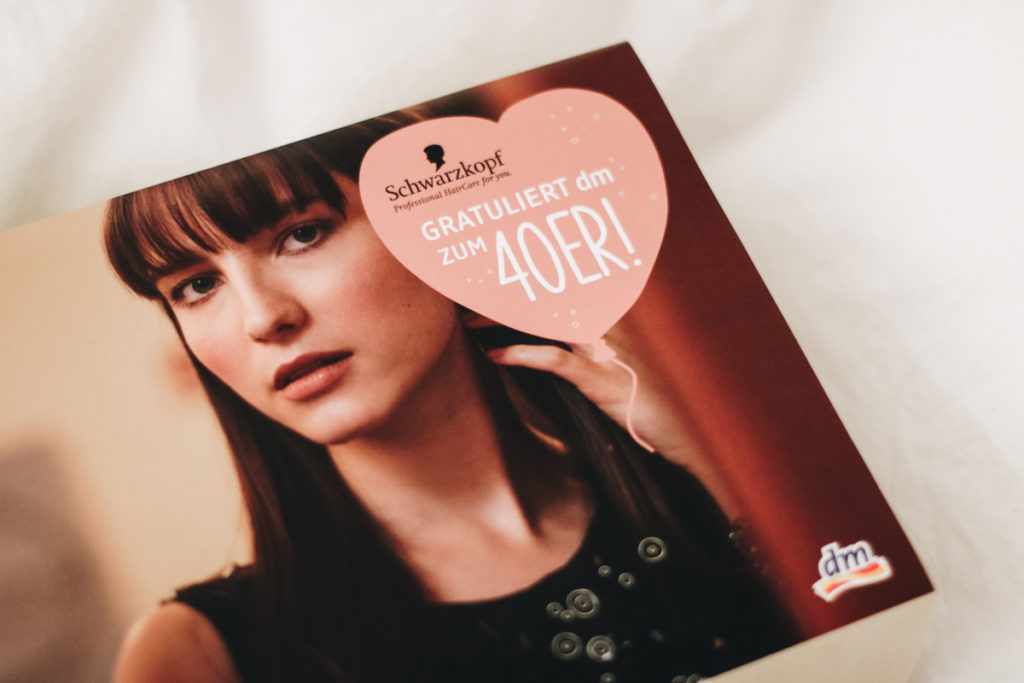 Schwarzkopf
Professional HairCare for you.
GRATULIERT dm
ZUM 40ER!
dm